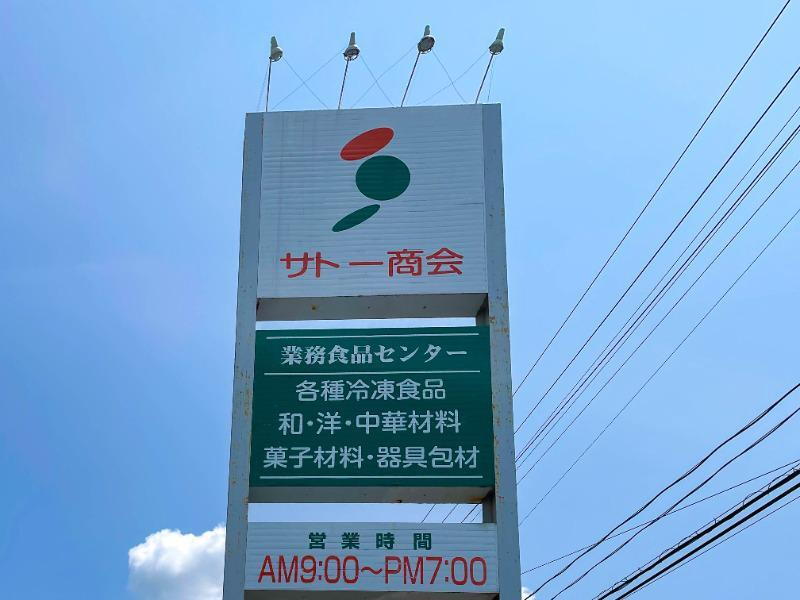 サトー商会
業務食品センター
各種冷凍食品
和・洋・中華材料
菓子材料・器具包材
営業時間
AM9:00～PM7:00